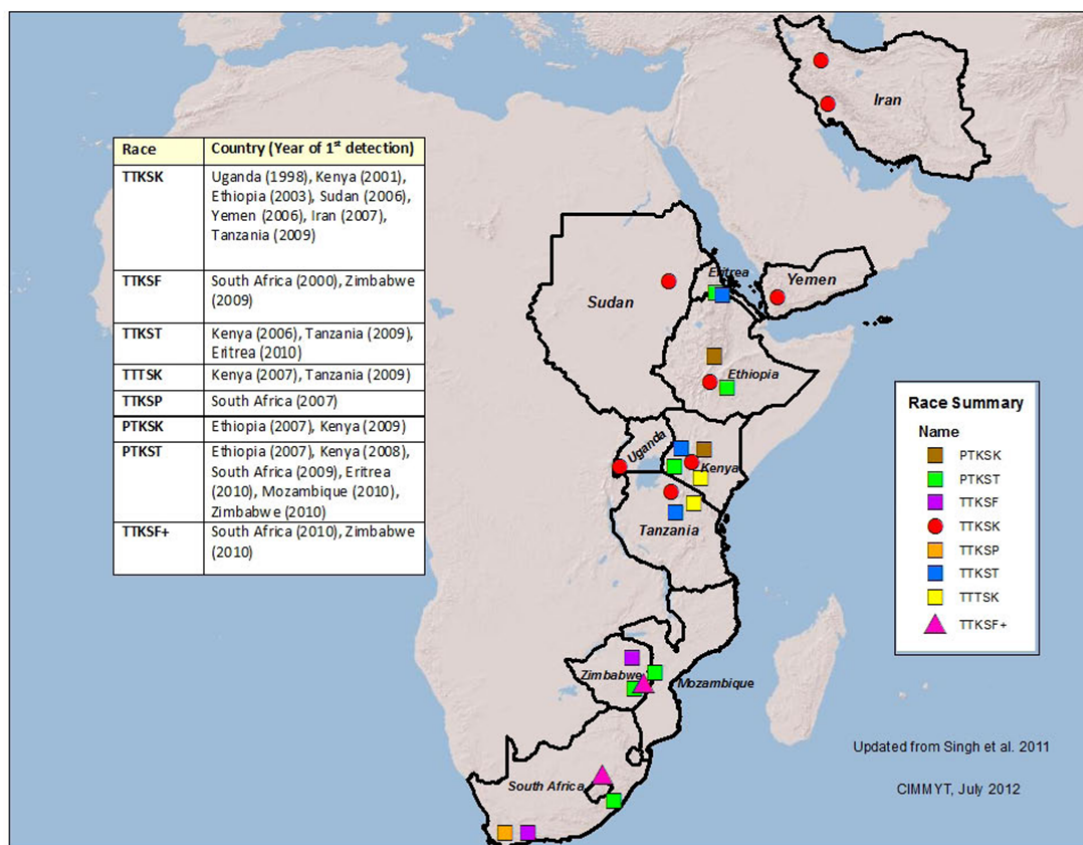 Race Country (Year of 1st detection)
TTKSK Uganda (1998), Kenya (2001),
Ethiopia (2003), Sudan (2006),
Yemen (2006), Iran (2007),
Tanzania (2009)
TTKSF South Africa (2000), Zimbabwe
(2009)
TTKST Kenya (2006), Tanzania (2009),
Eritrea (2010)
TTTSK Kenya (2007), Tanzania (2009)
TTKSP South Africa (2007)
PTKSK Ethiopia (2007), Kenya (2009)
PTKST Ethiopia (2007), Kenya (2008),
South Africa (2009), Eritrea
(2010), Mozambique (2010),
Zimbabwe (2010)
TTKSF+ South Africa (2010), Zimbabwe
(2010)
Iran
Eritrea
Yemen
Sudan
Ethiopia
Uganda
Kenya
Tanzania
Zimbabwe
Mozambique
South Africa
Race Summary
Name
PTKSK
PTKST
TTKSF
TTKSK
TTKSP
TTKST
TTTSK
TTKSF+
Updated from Singh et al. 2011
CIMMYT, July 2012